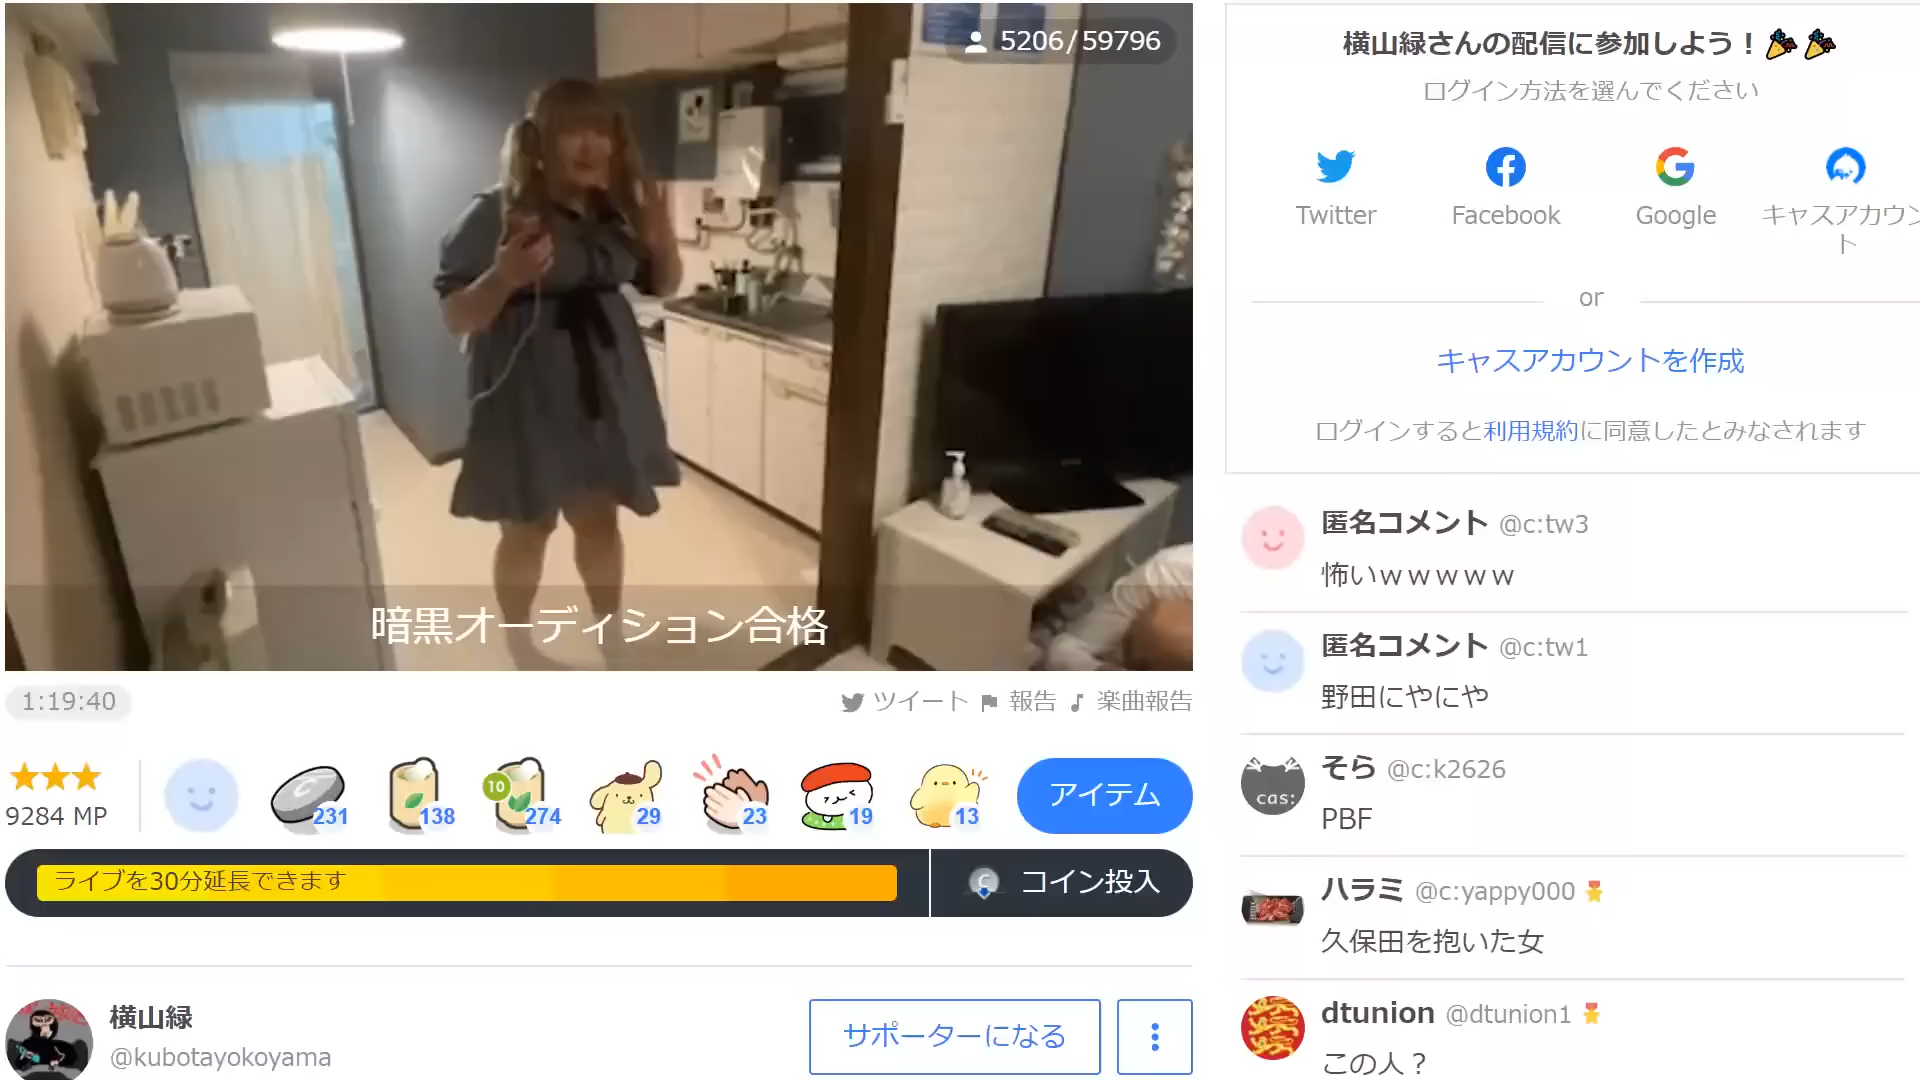 5206/59796
暗黒オーディション合格
1:19:40
ツイート 報告 楽曲報告
9284 MP
231
138
10
274
29
23
19
13
アイテム
ライブを30分延長できます
C
コイン投入
横山緑
@kubotayokoyama
サポーターになる
横山緑さんの配信に参加しよう！
ログイン方法を選んでください
Twitter
Facebook
Google
キャスアカウン
ト
or
キャスアカウントを作成
ログインすると利用規約に同意したとみなされます
匿名コメント @c:tw3
怖いｗｗｗｗｗ
匿名コメント @c:tw1
野田にやにや
cas:
そら @c:k2626
PBF
ハラミ @c:yappy000
久保田を抱いた女
dtunion @dtunion1
この人？